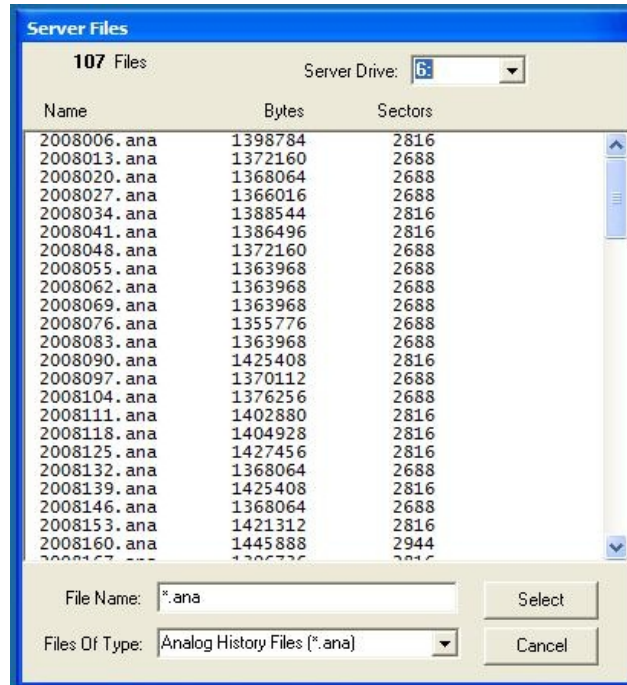 Server Files
107 Files Server Drive: 6:
Name Bytes Sectors
2008006.ana 1398784 2816
2008013.ana 1372160 2688
2008020.ana 1368064 2688
2008027.ana 1366016 2688
2008034.ana 1388544 2816
2008041.ana 1386496 2816
2008048.ana 1372160 2688
2008055.ana 1363968 2688
2008062.ana 1363968 2688
2008069.ana 1363968 2688
2008076.ana 1355776 2688
2008083.ana 1363968 2688
2008090.ana 1425408 2816
2008097.ana 1370112 2688
2008104.ana 1376256 2688
2008111.ana 1402880 2816
2008118.ana 1404928 2816
2008125.ana 1427456 2816
2008132.ana 1368064 2688
2008139.ana 1425408 2816
2008146.ana 1368064 2688
2008153.ana 1421312 2816
2008160.ana 1445888 2944
File Name: *.ana Select
Files Of Type: Analog History Files (*.ana) Cancel